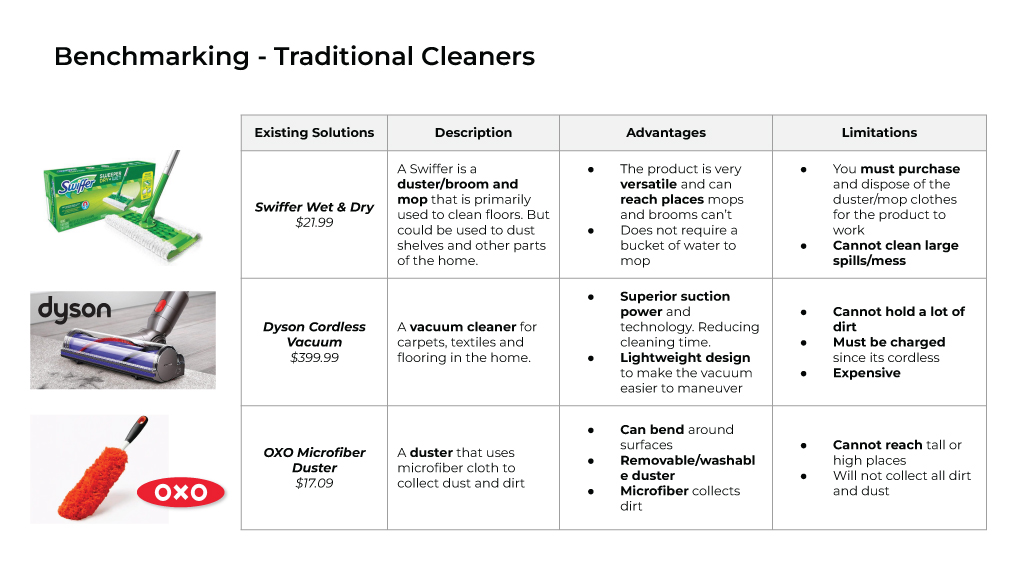 Benchmarking - Traditional Cleaners
Existing Solutions
Description
Advantages
Limitations
Swiffer
SWEEPER
Swiffer Wet & Dry
$21.99
A Swiffer is a
duster/broom and
mop that is primarily
used to clean floors. But
could be used to dust
shelves and other parts
of the home.
● The product is very
versatile and can
reach places mops
and brooms can't
● Does not require a
bucket of water to
mop
● You must purchase
and dispose of the
duster/mop clothes
for the product to
work
● Cannot clean large
spills/mess
dyson
Dyson Cordless
Vacuum
$399.99
A vacuum cleaner for
carpets, textiles and
flooring in the home.
● Superior suction
power and
technology. Reducing
cleaning time.
● Lightweight design
to make the vacuum
easier to maneuver
● Cannot hold a lot of
dirt
● Must be charged
since its cordless
● Expensive
OXO
OXO Microfiber
Duster
$17.09
A duster that uses
microfiber cloth to
collect dust and dirt
● Can bend around
surfaces
● Removable/washabl
e duster
● Microfiber collects
dirt
● Cannot reach tall or
high places
● Will not collect all dirt
and dust